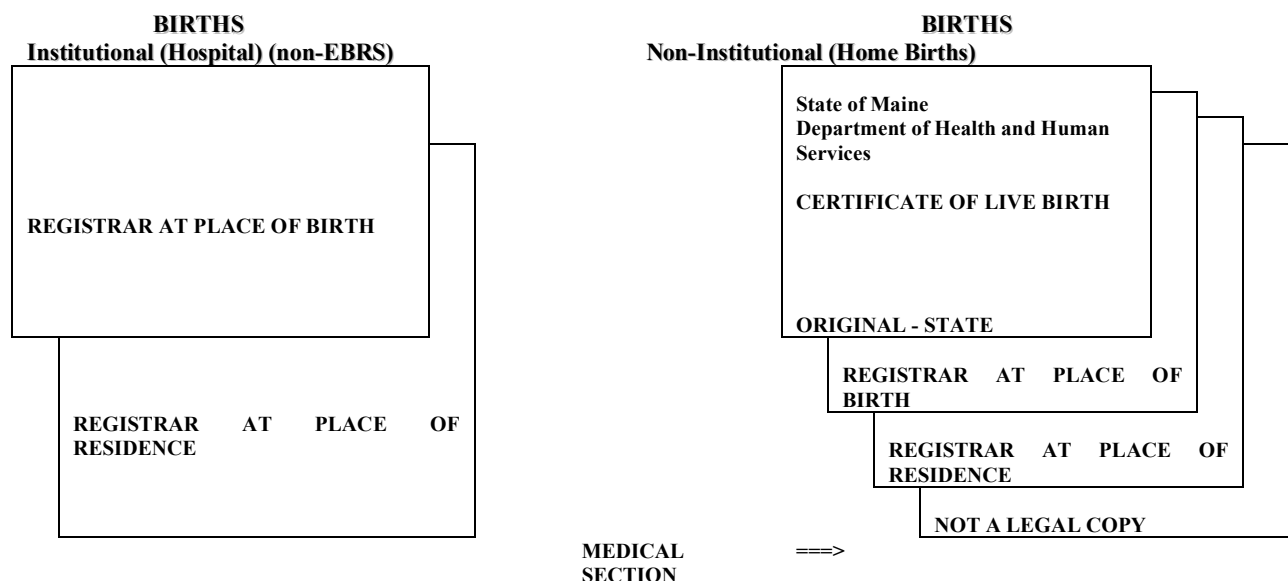 BIRTHS
Institutional (Hospital) (non-EBRS)
REGISTRAR AT PLACE OF BIRTH
REGISTRAR AT PLACE OF
RESIDENCE
BIRTHS
Non-Institutional (Home Births)
State of Maine
Department of Health and Human
Services
CERTIFICATE OF LIVE BIRTH
ORIGINAL - STATE
REGISTRAR AT PLACE OF
BIRTH
REGISTRAR AT PLACE OF
RESIDENCE
NOT A LEGAL COPY
MEDICAL ===>
SECTION